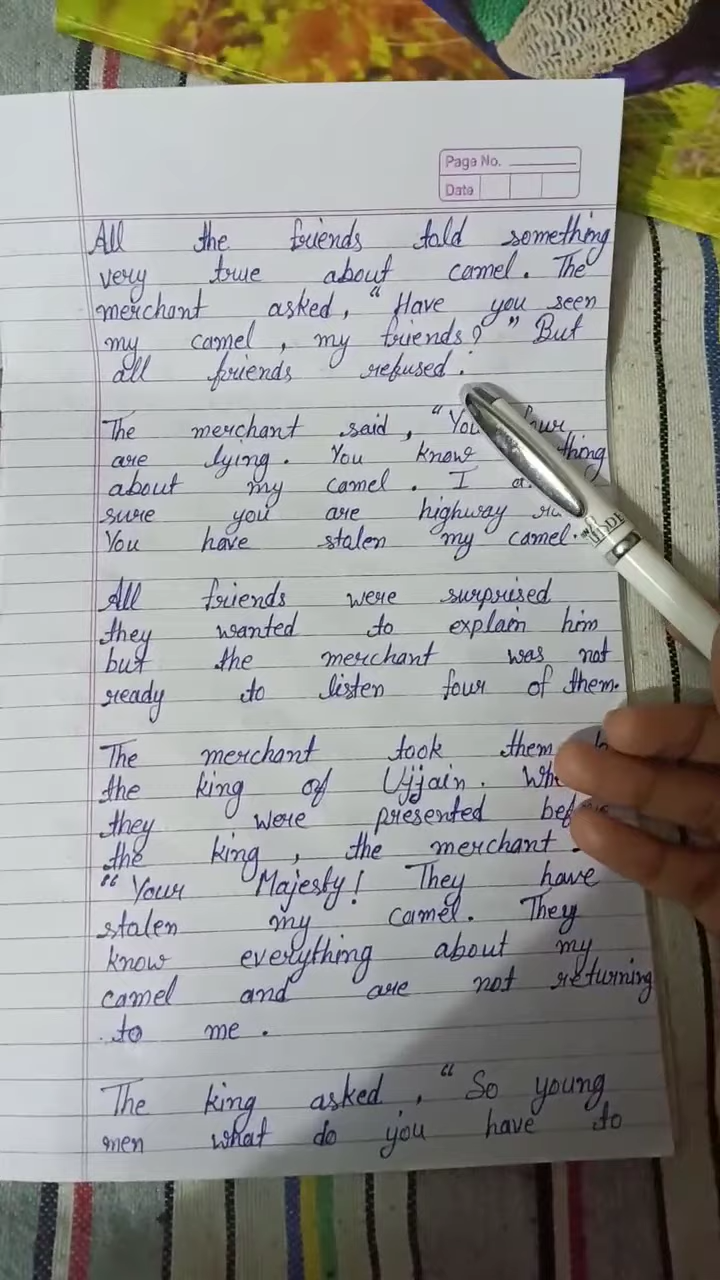 Page No.
Date
All the friends told something
very true about camel. The
merchant asked, "Have you seen
my camel, my friends?" But
all friends refused.
The merchant said, "You four
are lying. You know thing
about my camel. I
sure you are highway
You have stolen my camel.
All friends were surprised
they wanted to explain him
but the merchant was not
ready to listen four of them.
The merchant took them
the king of Ujjain.
they were presented before
the king, the merchant
"Your Majesty! They have
stolen my camel. They
know everything about my
camel and are not returning
to me.
The king asked, "So young
men what do you have to